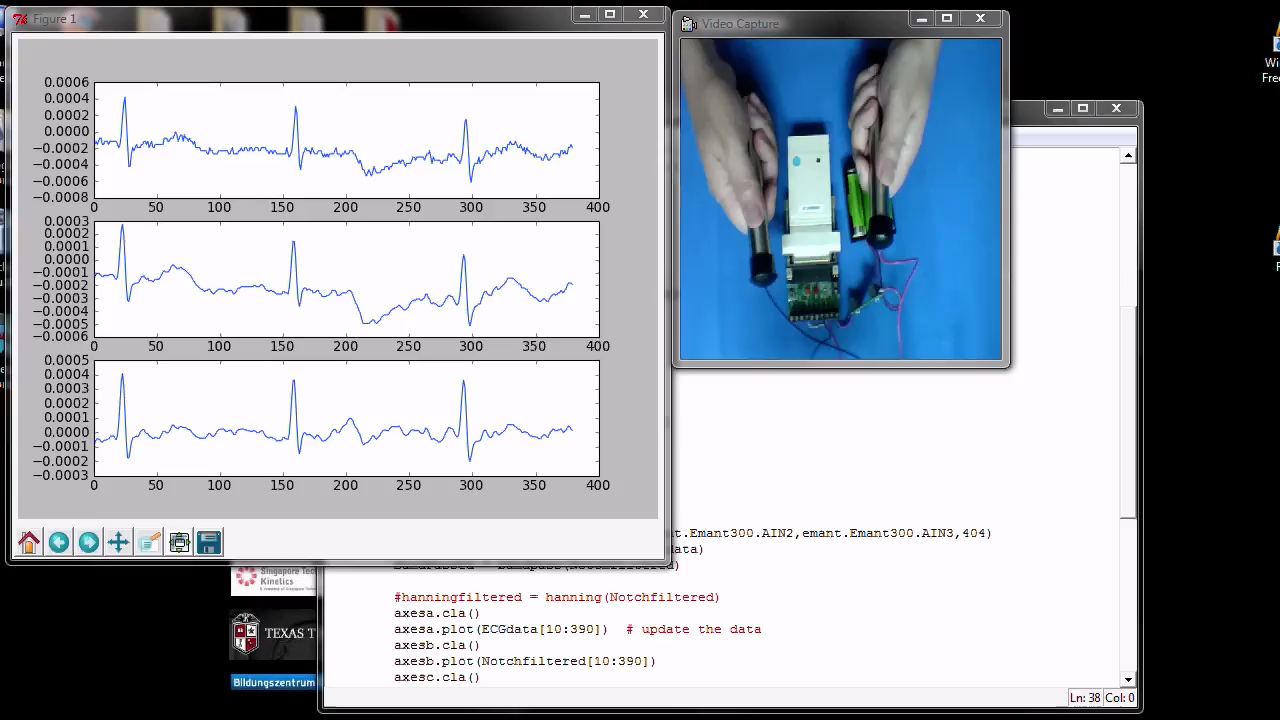 Figure 1
0.0006
0.0004
0.0002
0.0000
−0.0002
−0.0004
−0.0006
−0.0008
0 50 100 150 200 250 300 350 400
0.0003
0.0002
0.0001
0.0000
−0.0001
−0.0002
−0.0003
−0.0004
−0.0005
−0.0006
0 50 100 150 200 250 300 350 400
0.0005
0.0004
0.0003
0.0002
0.0001
0.0000
−0.0001
−0.0002
−0.0003
0 50 100 150 200 250 300 350 400
Video Capture
Wi
Free
t.Emant300.AIN2,emant.Emant300.AIN3,404)
data)
#hanningfiltered = hanning(Notchfiltered)
axesa.cla()
axesa.plot(ECGdata[10:390])  # update the data
axesb.cla()
axesb.plot(Notchfiltered[10:390])
axesc.cla()
Ln: 38 Col: 0
Singapore Tec
Kinetics
TEXAS T
Bildungszentrum